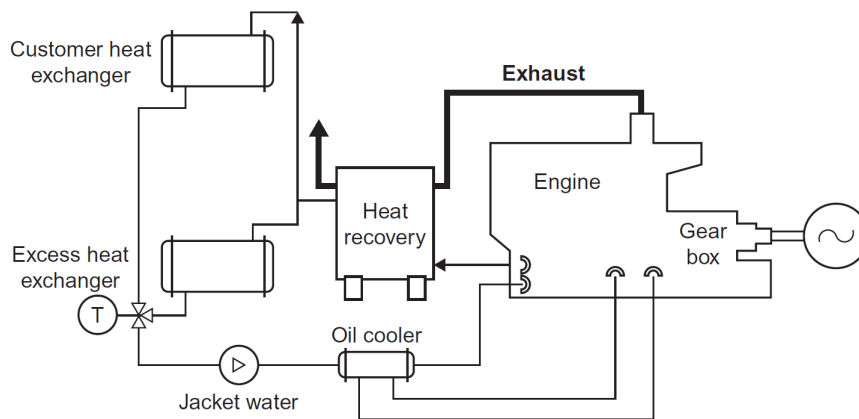 Customer heat
exchanger
Exhaust
Engine
Heat
recovery
Gear
box
Excess heat
exchanger
T
Oil cooler
Jacket water